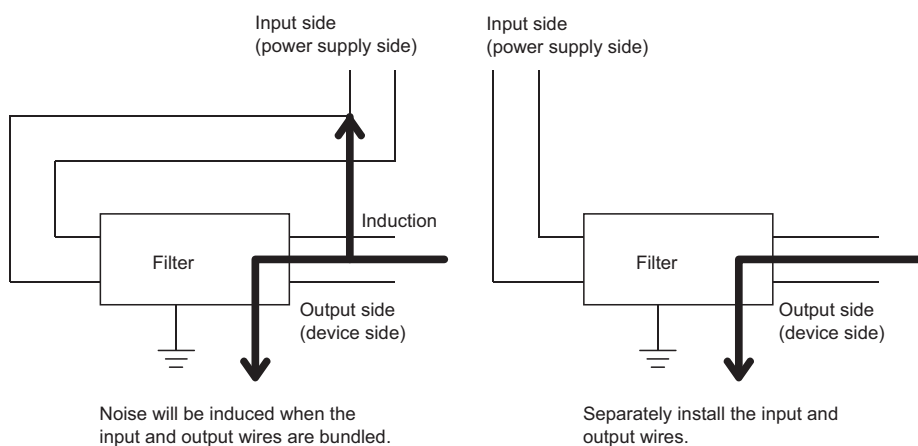 Input side
(power supply side)
Induction
Filter
Output side
(device side)
Noise will be induced when the
input and output wires are bundled.
Input side
(power supply side)
Filter
Output side
(device side)
Separately install the input and
output wires.